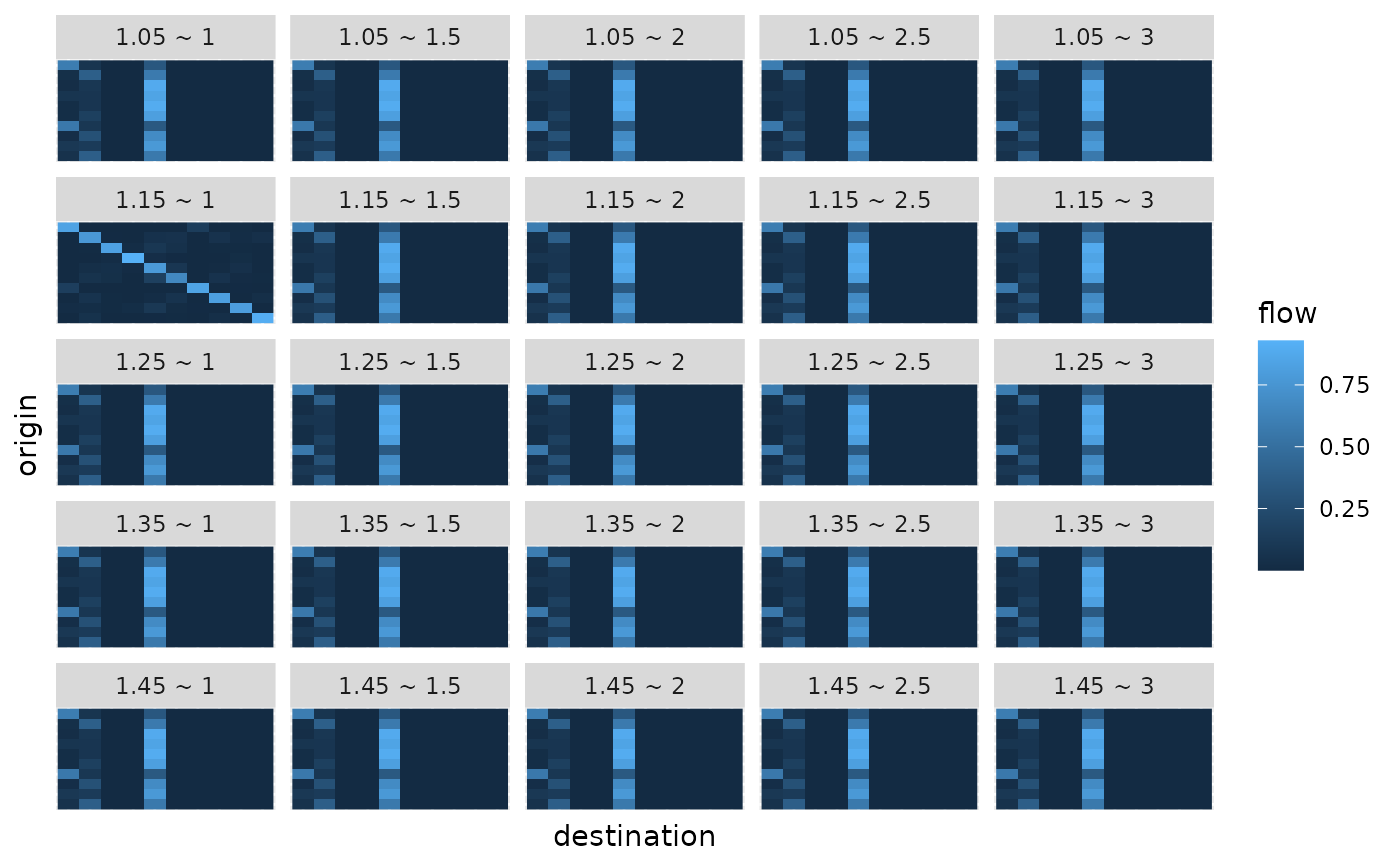 1.05 ~ 1
1.05 ~ 1.5
1.05 ~ 2
1.05 ~ 2.5
1.05 ~ 3
1.15 ~ 1
1.15 ~ 1.5
1.15 ~ 2
1.15 ~ 2.5
1.15 ~ 3
1.25 ~ 1
1.25 ~ 1.5
1.25 ~ 2
1.25 ~ 2.5
1.25 ~ 3
1.35 ~ 1
1.35 ~ 1.5
1.35 ~ 2
1.35 ~ 2.5
1.35 ~ 3
1.45 ~ 1
1.45 ~ 1.5
1.45 ~ 2
1.45 ~ 2.5
1.45 ~ 3
origin
destination
flow
0.75
0.50
0.25